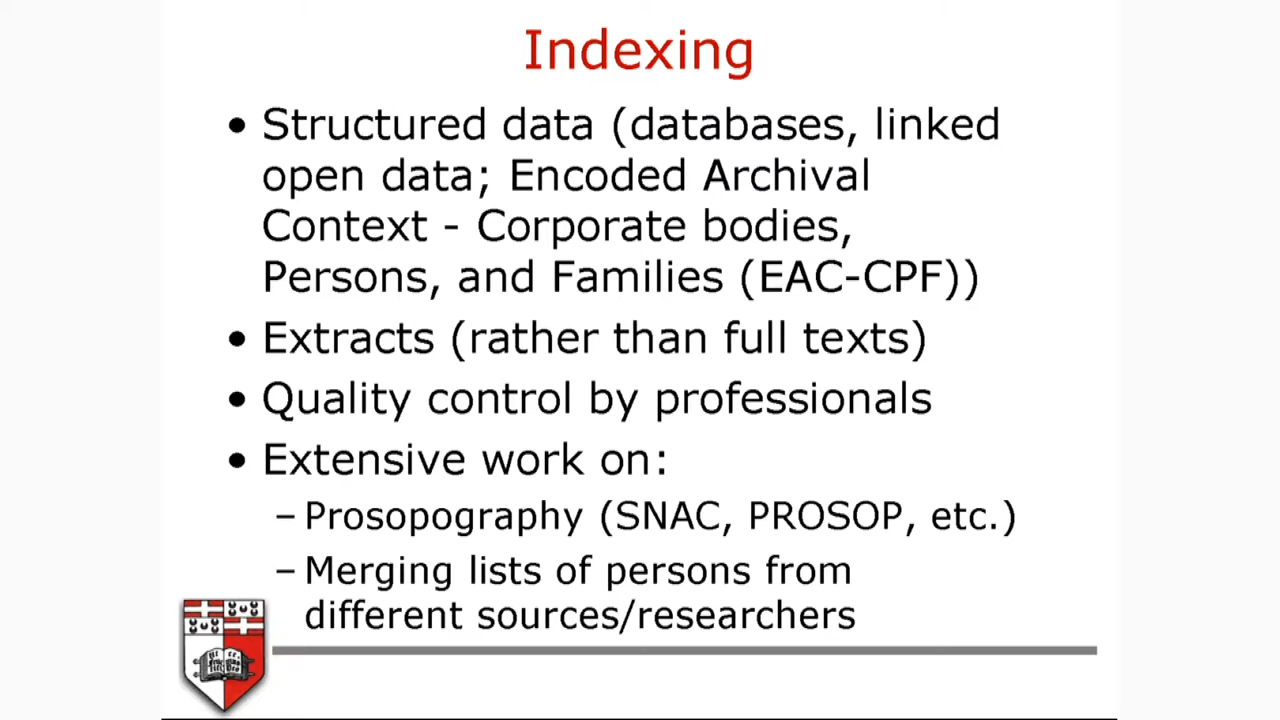 Indexing
• Structured data (databases, linked
open data; Encoded Archival
Context - Corporate bodies,
Persons, and Families (EAC-CPF))
• Extracts (rather than full texts)
• Quality control by professionals
• Extensive work on:
– Prosopography (SNAC, PROSOP, etc.)
– Merging lists of persons from
different sources/researchers